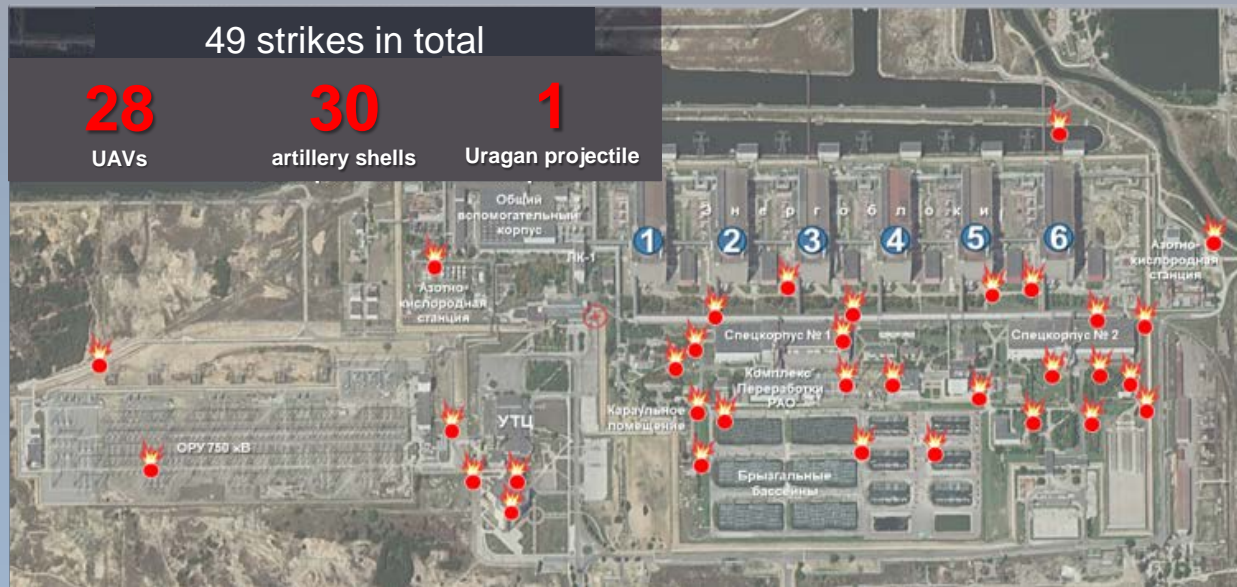 49 strikes in total
28
30
1
UAVs
artillery shells
Uragan projectile
Общий
вспомогательный
корпус
Энергоблоки
1
2
3
4
5
6
ЛК-1
Азотно-
кислородная
станция
Азотно-
кислородная
станция
Спецкорпус № 1
Спецкорпус № 2
Комплекс
Переработки
РАО
Караульное
помещение
УТЦ
ОРУ 750 кВ
Брызгальные
бассейны